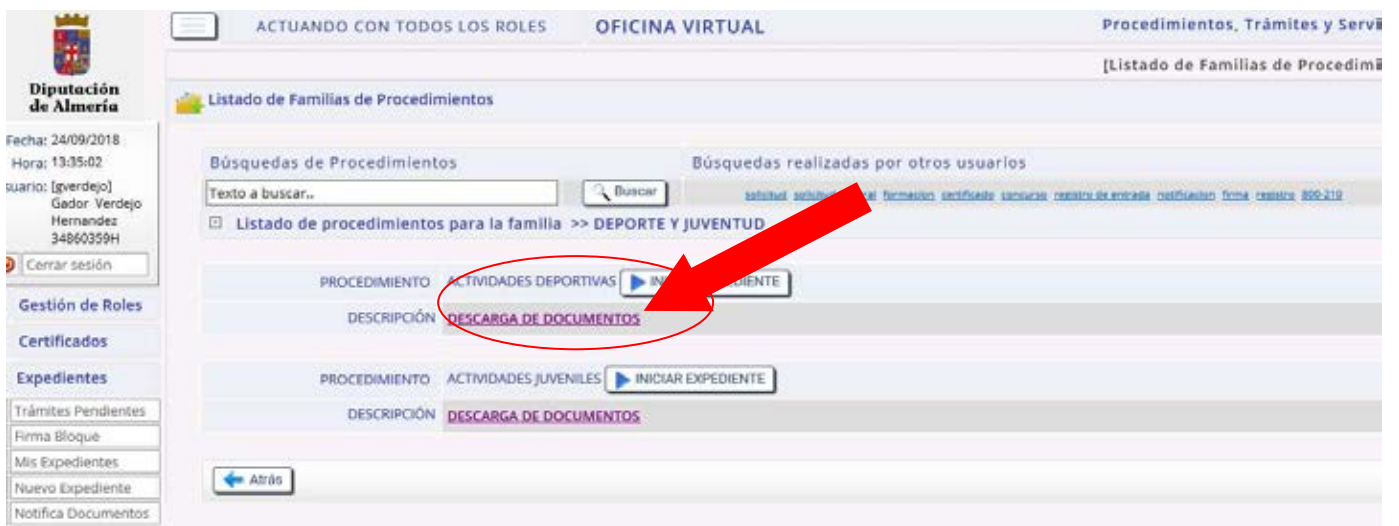 ACTUANDO CON TODOS LOS ROLES
OFICINA VIRTUAL
Procedimientos, Trámites y Servi
[Listado de Familias de Procedimi
Diputación
de Almería
Listado de Familias de Procedimientos
Fecha: 24/09/2018
Hora: 13:35:02
suario: [gverdejo]
Gador Verdejo
Hernandez
34860359H
Cerrar sesión
Búsquedas de Procedimientos
Búsquedas realizadas por otros usuarios
Texto a buscar..
Buscar
solicitud formacion certificado concurso registro de entrada notificacion firma registro 800-210
Listado de procedimientos para la familia >> DEPORTE Y JUVENTUD
PROCEDIMIENTO ACTIVIDADES DEPORTIVAS
DESCRIPCIÓN DESCARGA DE DOCUMENTOS
PROCEDIMIENTO ACTIVIDADES JUVENILES INICIAR EXPEDIENTE
DESCRIPCIÓN DESCARGA DE DOCUMENTOS
Atrás
Gestión de Roles
Certificados
Expedientes
Trámites Pendientes
Firma Bloque
Mis Expedientes
Nuevo Expediente
Notifica Documentos